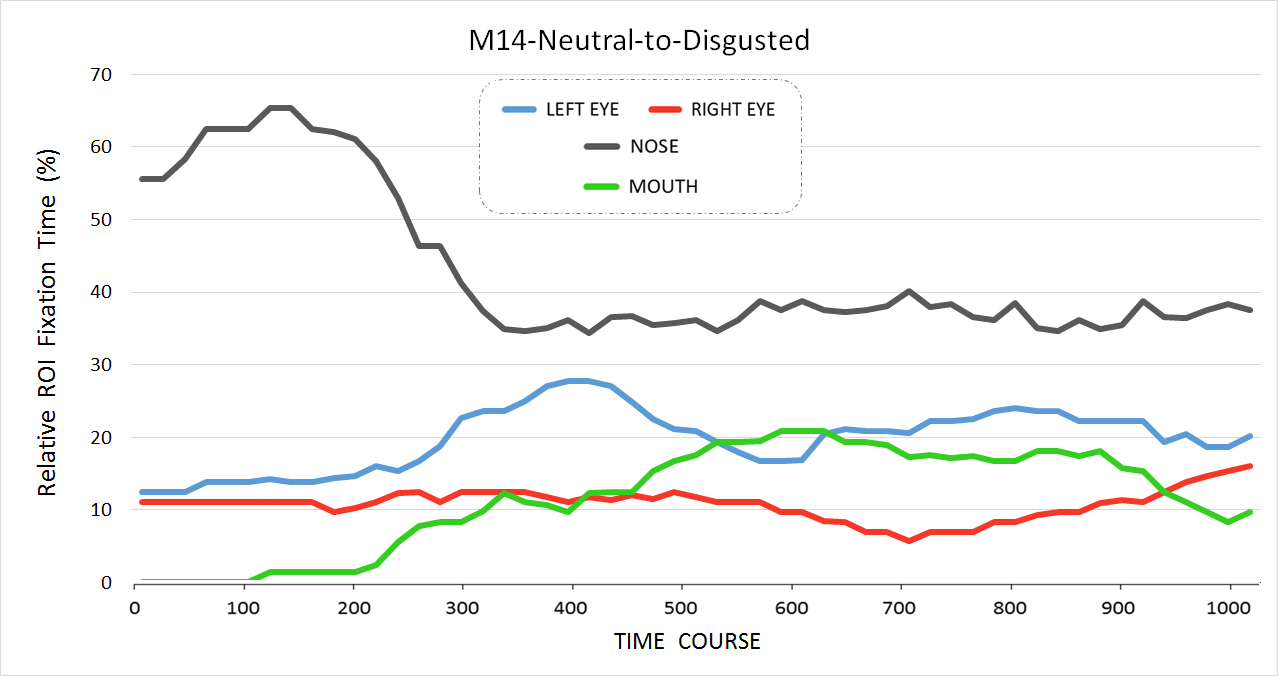 M14-Neutral-to-Disgusted
LEFT EYE RIGHT EYE
NOSE
MOUTH
Relative ROI Fixation Time (%)
70
60
50
40
30
20
10
0
0 100 200 300 400 500 600 700 800 900 1000
TIME COURSE